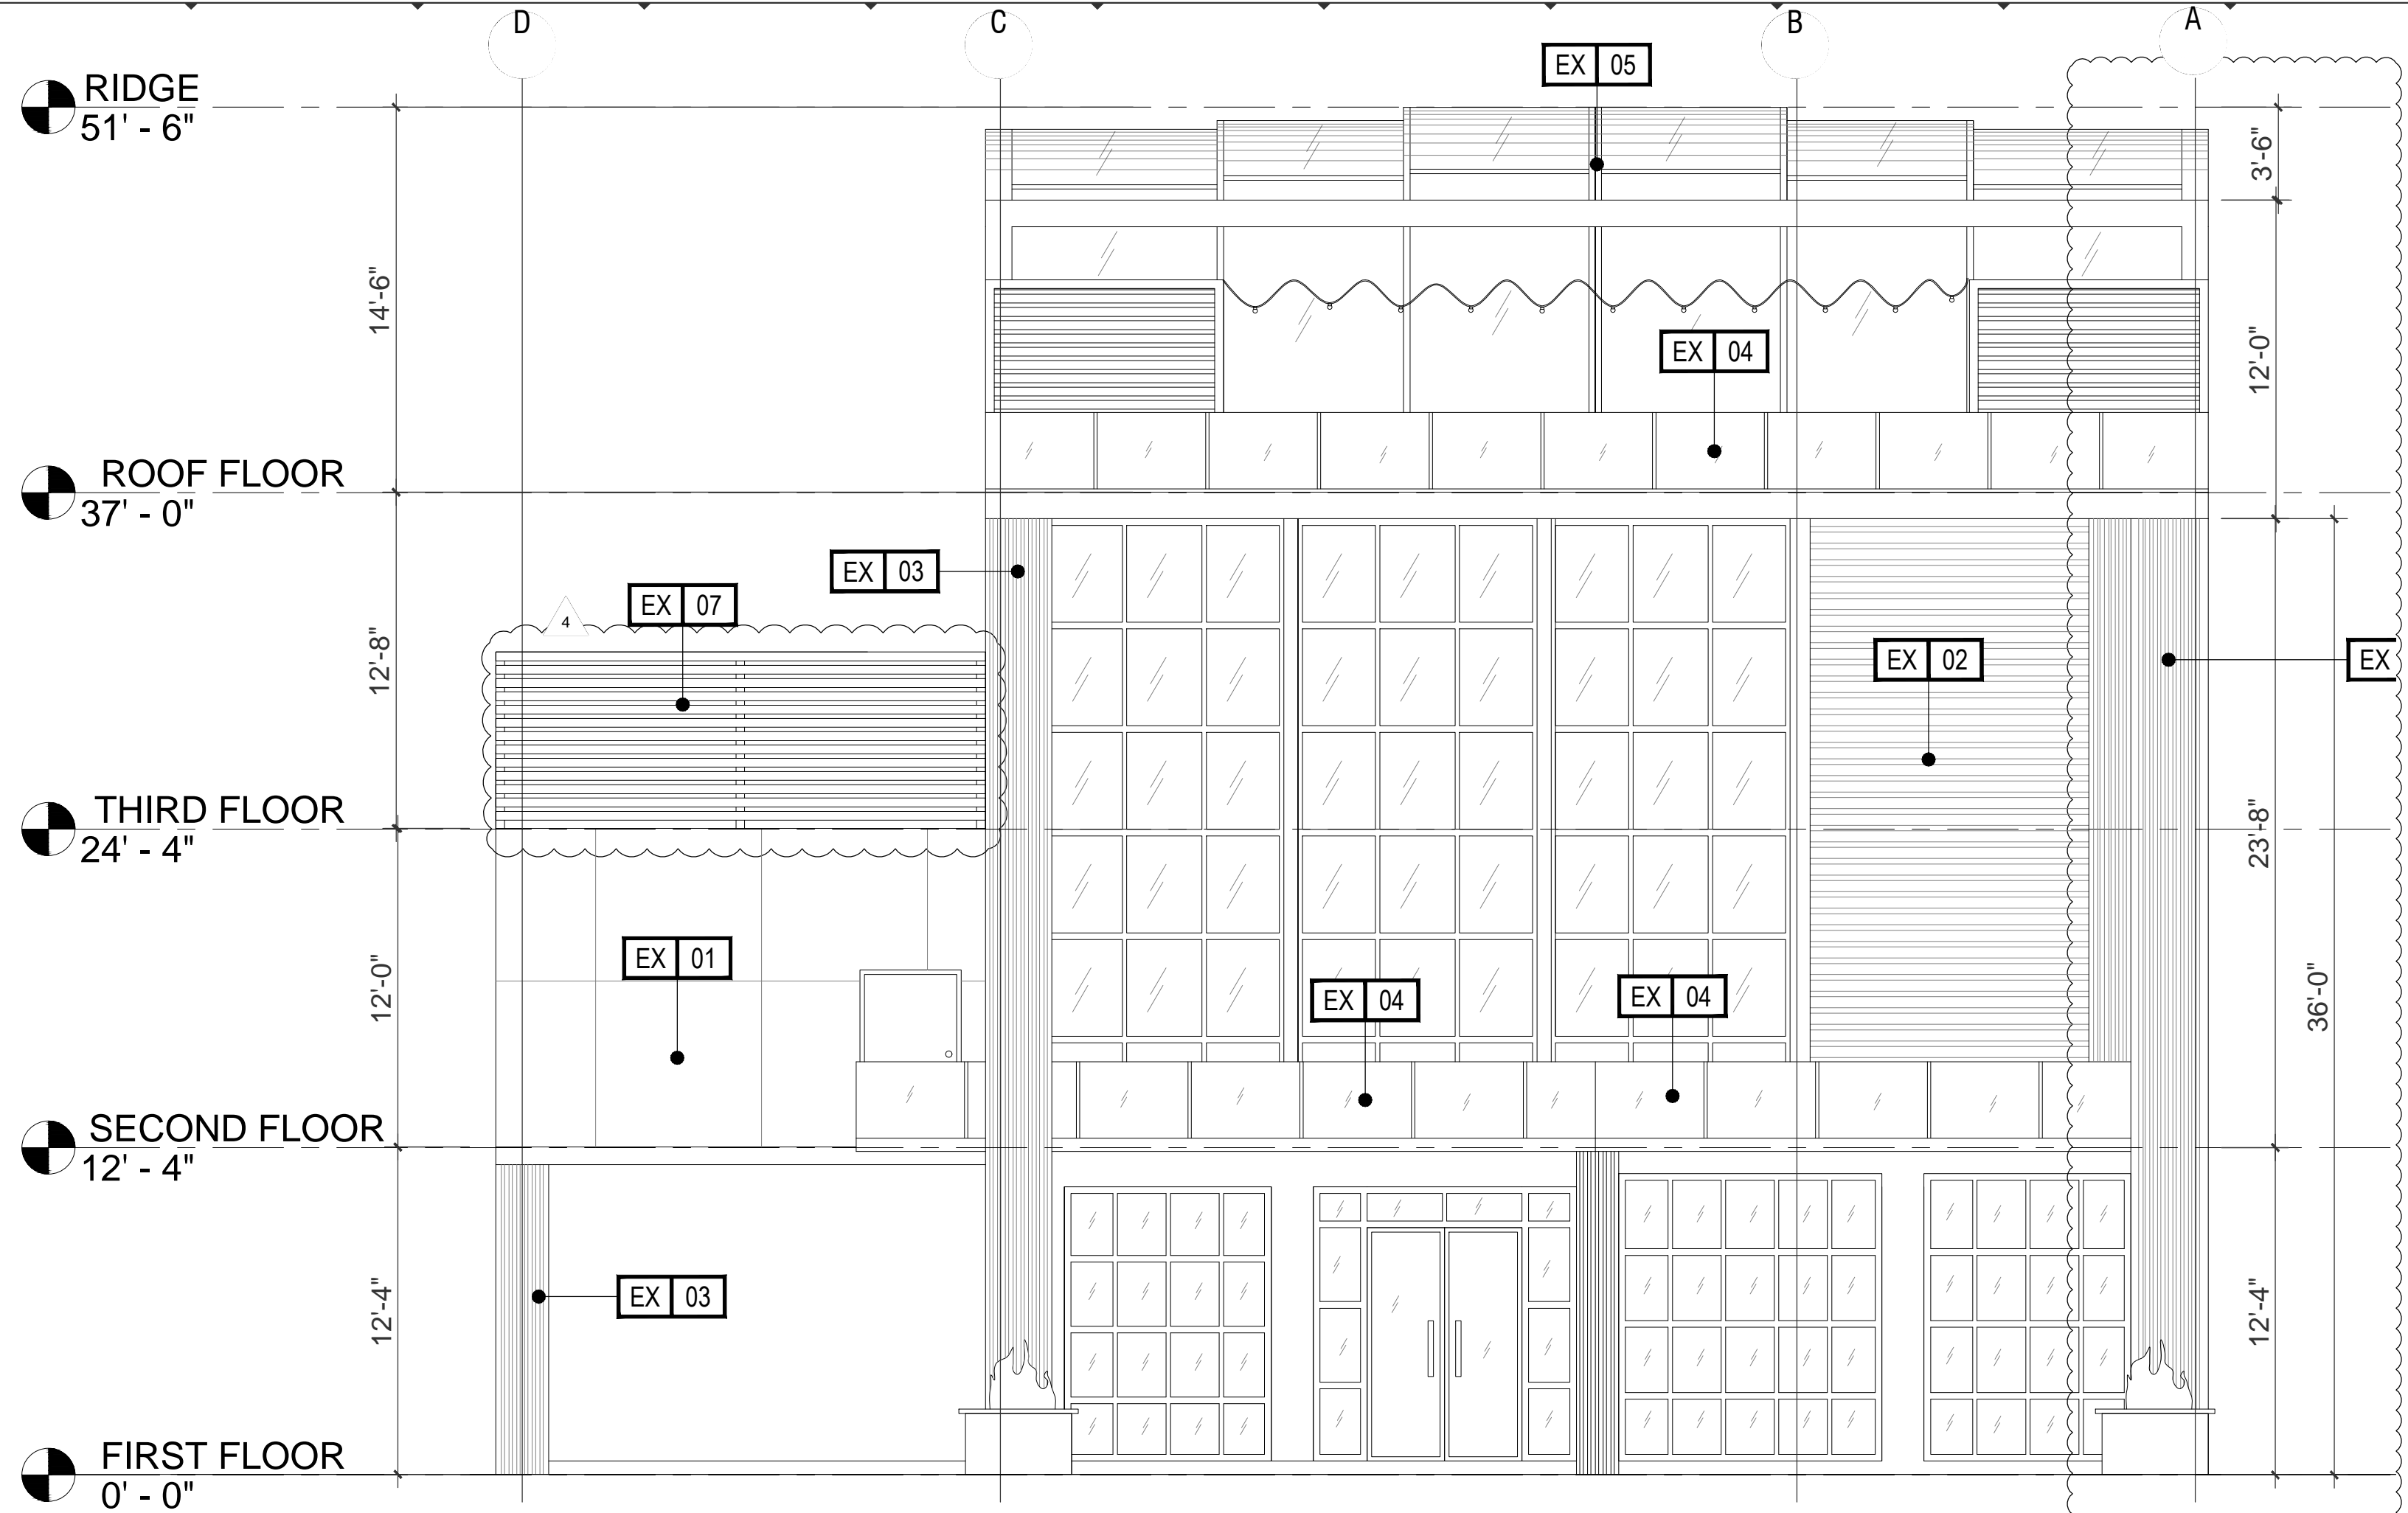 D
C
B
A
EX 05
RIDGE
51' - 6"
3'-6"
14'-6"
EX 04
12'-0"
ROOF FLOOR
37' - 0"
EX 03
EX 07
4
12'-8"
EX 02
EX
THIRD FLOOR
24' - 4"
23'-8"
EX 01
12'-0"
EX 04
EX 04
36'-0"
SECOND FLOOR
12' - 4"
EX 03
12'-4"
12'-4"
FIRST FLOOR
0' - 0"